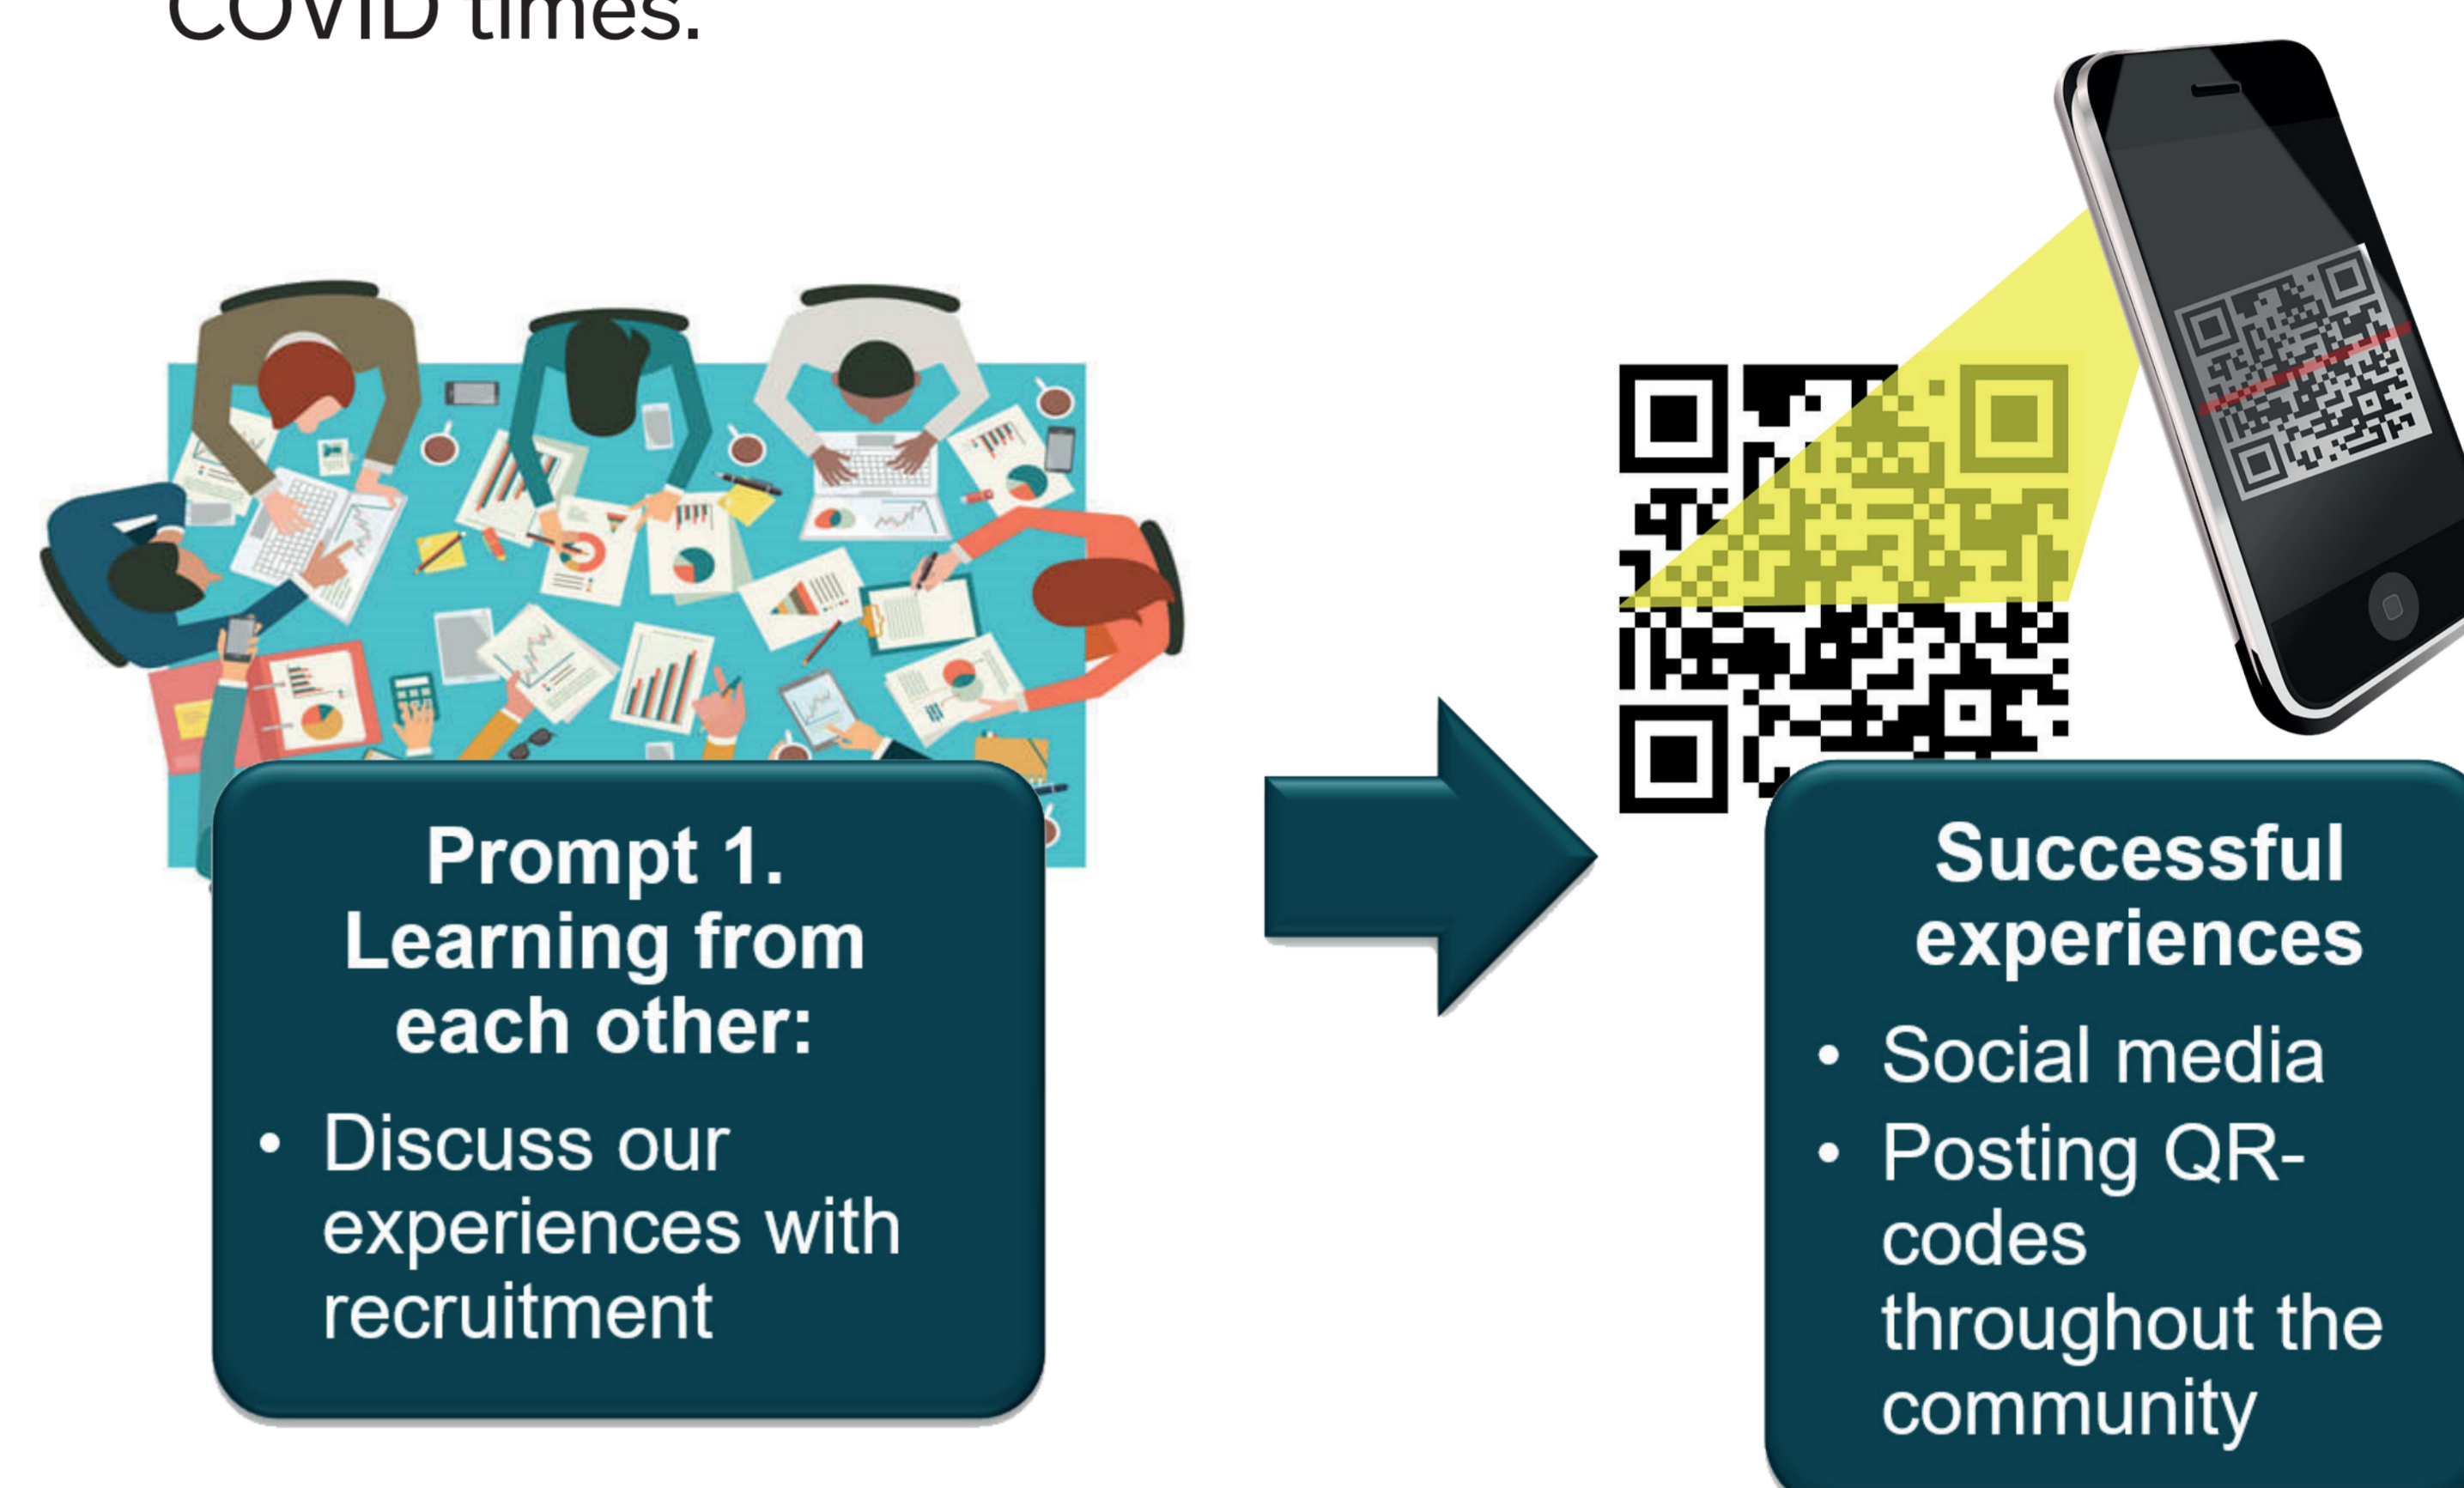 COVID times.
Prompt 1.
Learning from
each other:
• Discuss our
experiences with
recruitment
Successful
experiences
• Social media
• Posting QR-
codes
throughout the
community